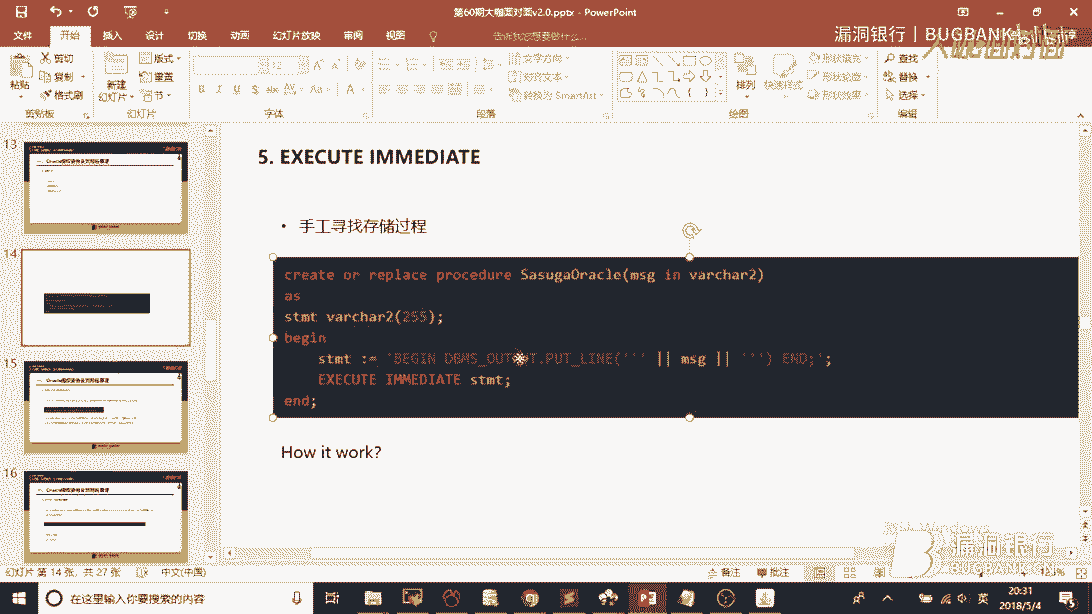 第60期大咖面对面v2.0.pptx - PowerPoint
文件 开始 插入 设计 切换 动画 幻灯片放映 审阅 视图 告诉我您想要做什么...
漏洞银行 | BUGBANK
粘贴
剪切
复制
格式刷
剪贴板
新建
幻灯片
版式
重置
节
幻灯片
B I U S abc
字体
文字方向
对齐文本
转换为 SmartArt
段落
排列
快速样式
形状填充
形状轮廓
形状效果
绘图
查找
替换
选择
编辑
13
14
15
16
5. EXECUTE IMMEDIATE
• 手工寻找存储过程
create or replace procedure SasugaOracle(msg in varchar2)
as
stmt varchar2(255);
begin
stmt := 'BEGIN DBMS_OUTPUT.PUT_LINE(''' || msg || ''') END;';
EXECUTE IMMEDIATE stmt;
end;
How it work?
漏洞银行
BUGBANK.CN
幻灯片 第 14 张，共 27 张 中文(中国)
备注 批注
在这里输入你要搜索的内容
英
20:31
2018/5/4